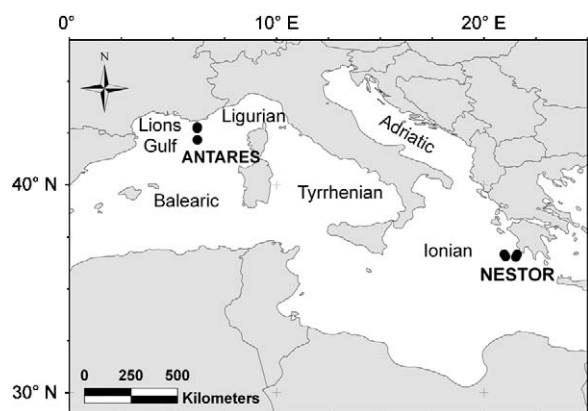 0° 10° E 20° E
N
Lions
Gulf
Ligurian
ANTARES
Adriatic
40° N
Balearic
Tyrrhenian
Ionian
NESTOR
0 250 500
Kilometers
30° N